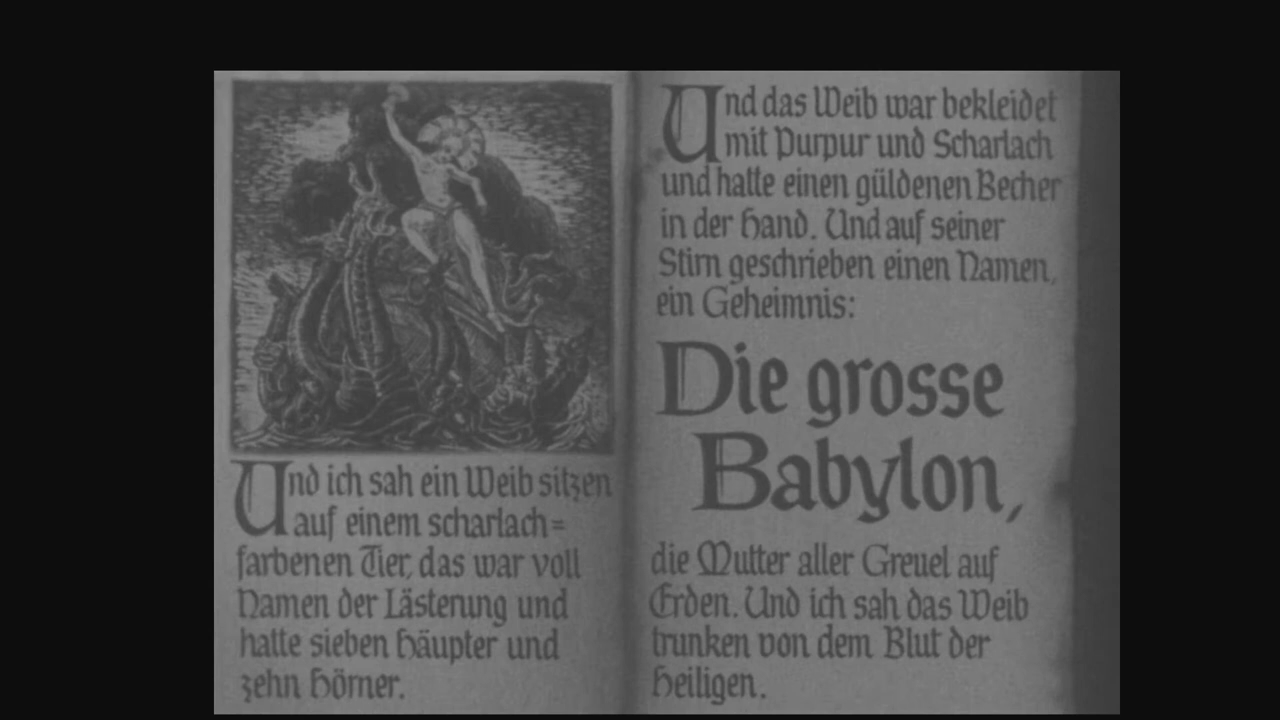 Und ich sah ein Weib sitzen
auf einem scharlach=
farbenen Tier, das war voll
Namen der Lästerung und
hatte sieben Häupter und
zehn Hörner.
Und das Weib war bekleidet
mit Purpur und Scharlach
und hatte einen güldenen Becher
in der Hand. Und auf seiner
Stirn geschrieben einen Namen,
ein Geheimnis:
Die grosse
Babylon,
die Mutter aller Greuel auf
Erden. Und ich sah das Weib
trunken von dem Blut der
Heiligen.